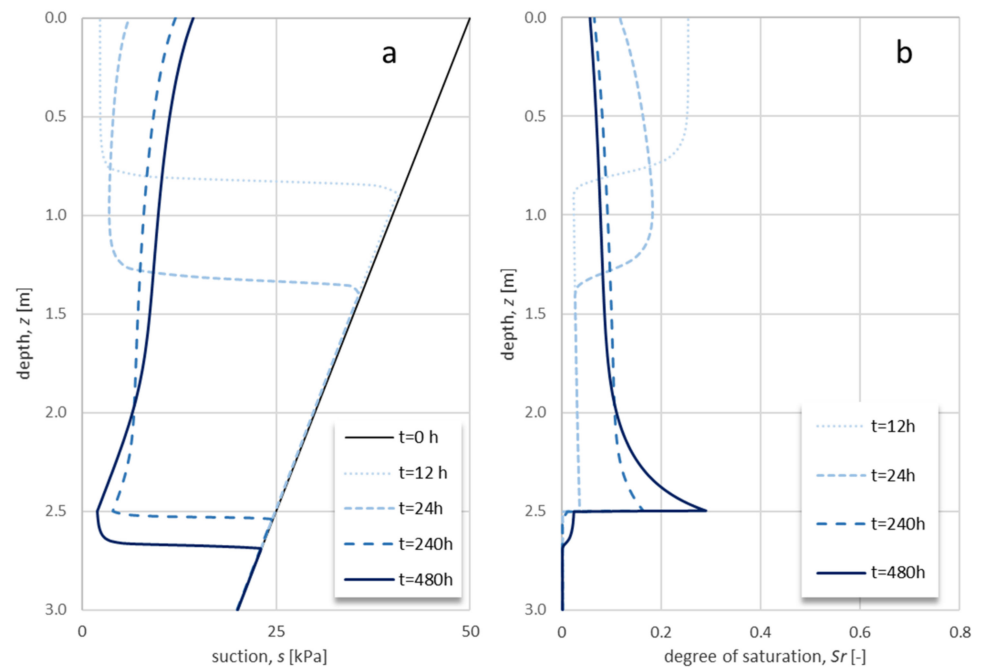 a
0.0
0.5
1.0
1.5
2.0
2.5
3.0
depth, z [m]
0
25
50
suction, s [kPa]
t=0 h
t=12 h
t=24h
t=240h
t=480h
b
0.0
0.5
1.0
1.5
2.0
2.5
3.0
depth, z [m]
0
0.2
0.4
0.6
0.8
degree of saturation, Sr [-]
t=12h
t=24h
t=240h
t=480h